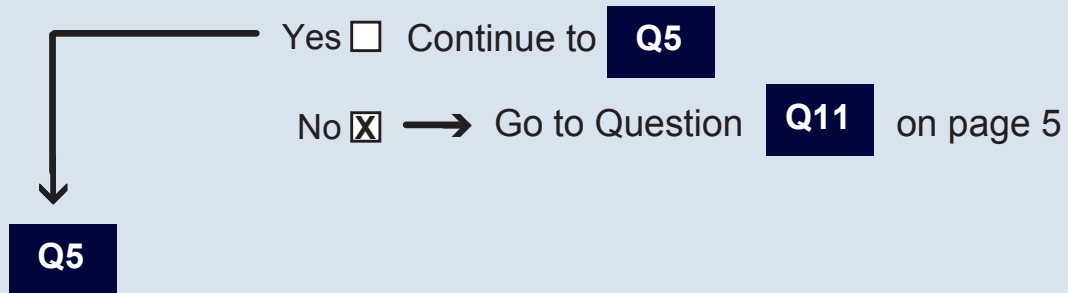 Yes ☐ Continue to Q5
No ☒ Go to Question Q11 on page 5
Q5